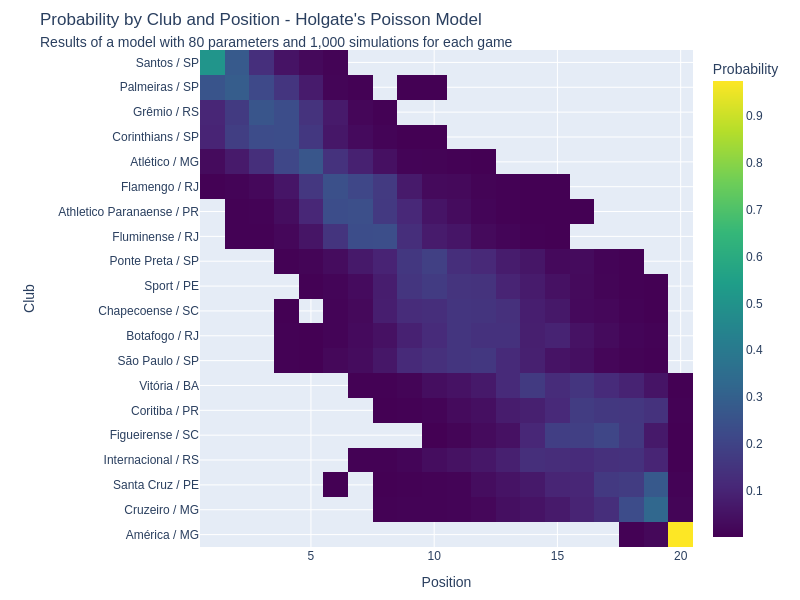 Probability by Club and Position - Holgate's Poisson Model
Results of a model with 80 parameters and 1,000 simulations for each game
Probability
0.9
0.8
0.7
0.6
0.5
0.4
0.3
0.2
0.1
Club
Santos / SP
Palmeiras / SP
Grêmio / RS
Corinthians / SP
Atlético / MG
Flamengo / RJ
Athletico Paranaense / PR
Fluminense / RJ
Ponte Preta / SP
Sport / PE
Chapecoense / SC
Botafogo / RJ
São Paulo / SP
Vitória / BA
Coritiba / PR
Figueirense / SC
Internacional / RS
Santa Cruz / PE
Cruzeiro / MG
América / MG
5 10 15 20
Position